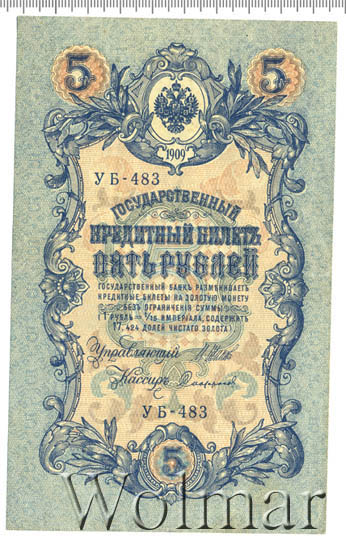 5 5
1909
УБ-483
ГОСУДАРСТВЕННЫЙ
КРЕДИТНЫЙ БИЛЕТЪ
ПЯТЬ РУБЛЕЙ
ГОСУДАРСТВЕННЫЙ БАНКЪ РАЗМѢНИВАЕТЪ
КРЕДИТНЫЕ БИЛЕТЫ НА ЗОЛОТУЮ МОНЕТУ
БЕЗЪ ОГРАНИЧЕНІЯ СУММЫ
(1 РУБЛЬ = 1/15 ИМПЕРІАЛА, СОДЕРЖИТЪ
17,424 ДОЛЕЙ ЧИСТАГО ЗОЛОТА)
Управляющій
Кассиръ
УБ-483
5
Wolmar